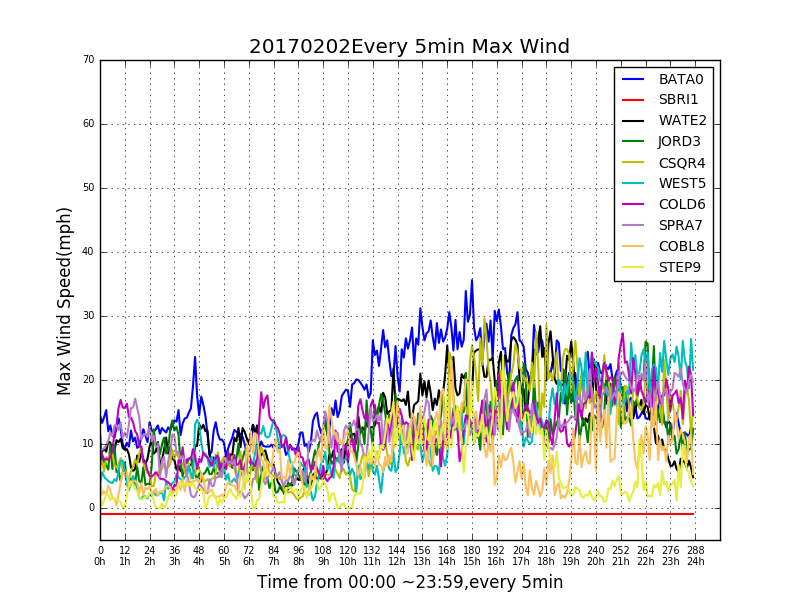 20170202Every 5min Max Wind
70
60
50
40
30
20
10
0
Max Wind Speed(mph)
BATA0
SBRI1
WATE2
JORD3
CSQR4
WEST5
COLD6
SPRA7
COBL8
STEP9
0 12 24 36 48 60 72 84 96 108 120 132 144 156 168 180 192 204 216 228 240 252 264 276 288
0h 1h 2h 3h 4h 5h 6h 7h 8h 9h 10h 11h 12h 13h 14h 15h 16h 17h 18h 19h 20h 21h 22h 23h 24h
Time from 00:00 ~23:59,every 5min